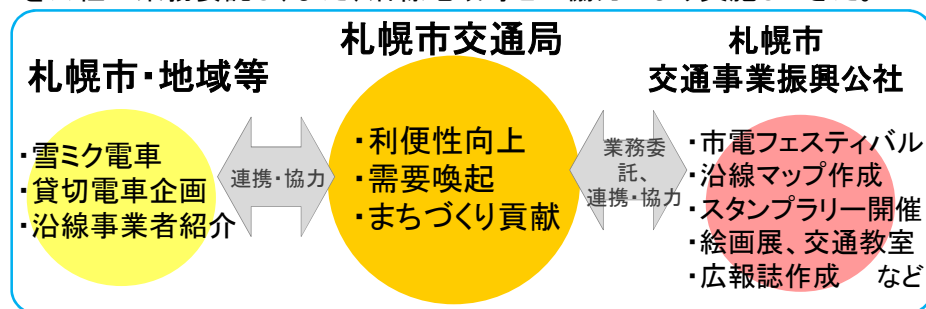 札幌市・地域等
・雪ミク電車
・貸切電車企画
・沿線事業者紹介
連携・協力
札幌市交通局
・利便性向上
・需要喚起
・まちづくり貢献
業務委
託、
連携・協力
札幌市
交通事業振興公社
・市電フェスティバル
・沿線マップ作成
・スタンプラリー開催
・絵画展、交通教室
・広報誌作成　など